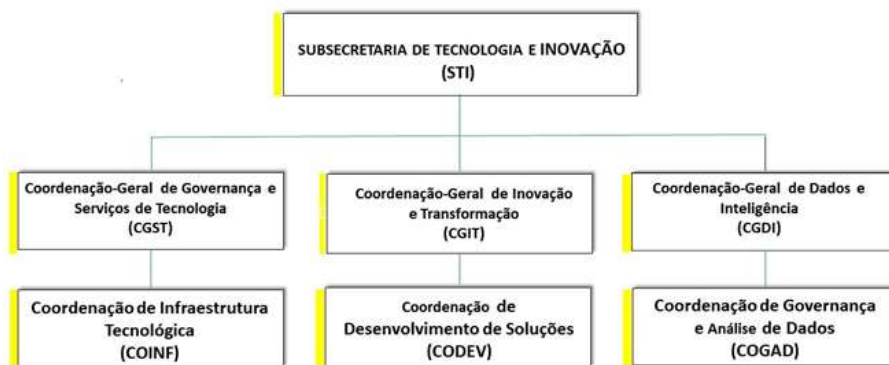 SUBSECRETARIA DE TECNOLOGIA E INOVAÇÃO
(STI)
Coordenação-Geral de Governança e
Serviços de Tecnologia
(CGST)
Coordenação-Geral de Inovação
e Transformação
(CGIT)
Coordenação-Geral de Dados e
Inteligência
(CGDI)
Coordenação de Infraestrutura
Tecnológica
(COINF)
Coordenação de
Desenvolvimento de Soluções
(CODEV)
Coordenação de Governança
e Análise de Dados
(COGAD)